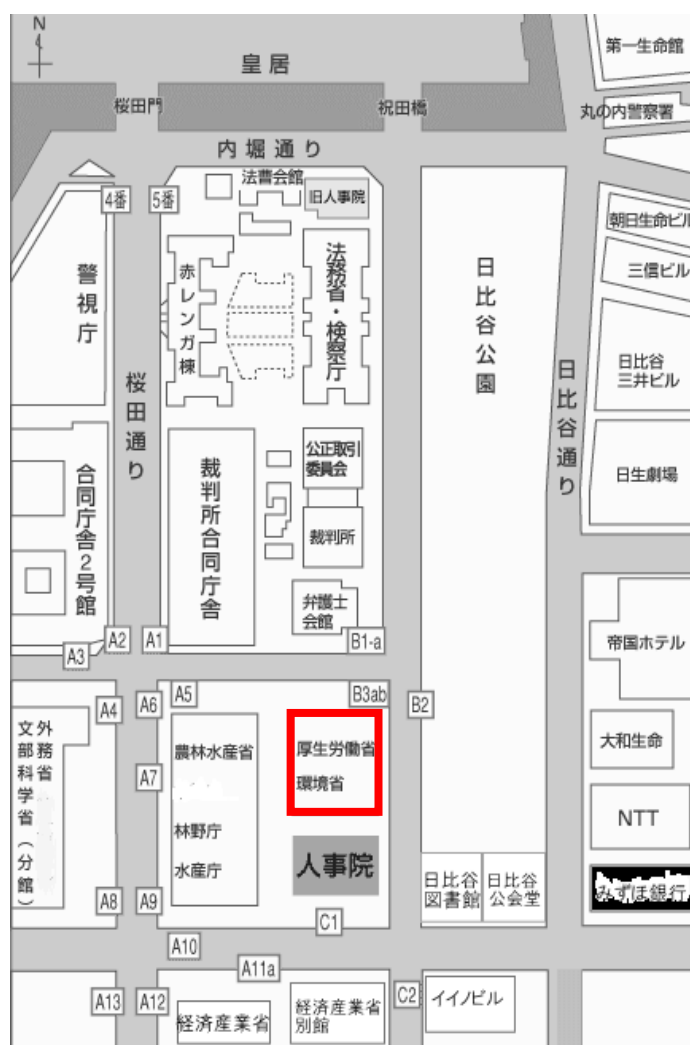 N
皇居
第一生命館
桜田門
祝田橋
丸の内警察署
内堀通り
法曹会館
旧人事院
4番
5番
朝日生命ビル
三信ビル
警視庁
赤レンガ棟
法務省・検察庁
日比谷公園
日比谷
三井ビル
桜田通り
日比谷通り
公正取引
委員会
日生劇場
合同庁舎2号館
裁判所合同庁舎
裁判所
弁護士
会館
A2
A1
B1-a
帝国ホテル
A3
A5
B3ab
A4
A6
B2
外務省
文部科学省(分館)
農林水産省
厚生労働省
環境省
大和生命
A7
林野庁
水産庁
人事院
NTT
日比谷
図書館
日比谷
公会堂
みずほ銀行
A8
A9
C1
A10
A11a
A13
A12
C2
イイノビル
経済産業省
経済産業省
別館